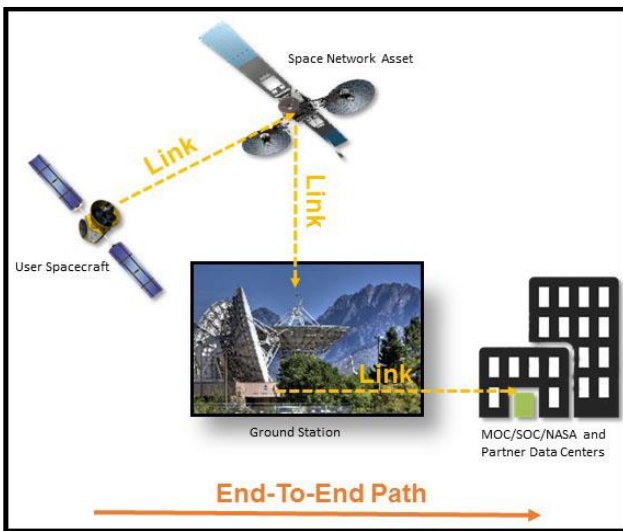 Space Network Asset
Link
Link
User Spacecraft
Link
Ground Station
MOC/SOC/NASA and
Partner Data Centers
End-To-End Path